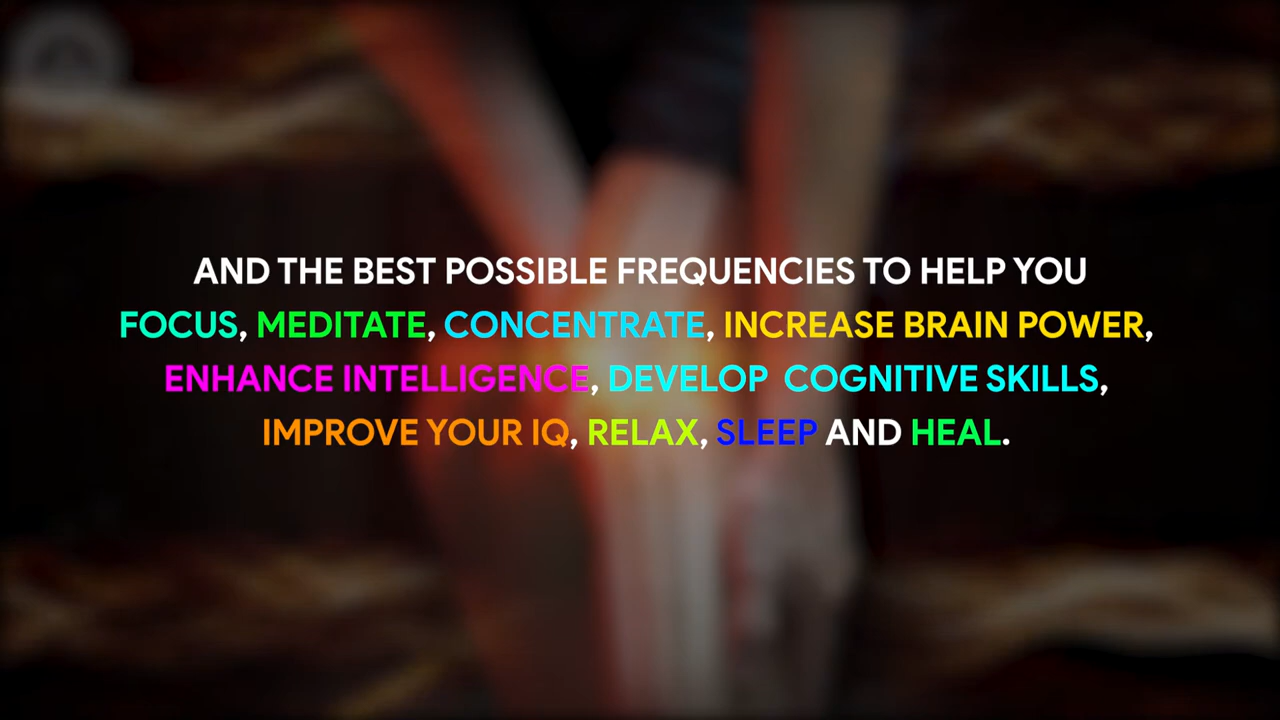 AND THE BEST POSSIBLE FREQUENCIES TO HELP YOU
FOCUS, MEDITATE, CONCENTRATE, INCREASE BRAIN POWER,
ENHANCE INTELLIGENCE, DEVELOP COGNITIVE SKILLS,
IMPROVE YOUR IQ, RELAX, SLEEP AND HEAL.